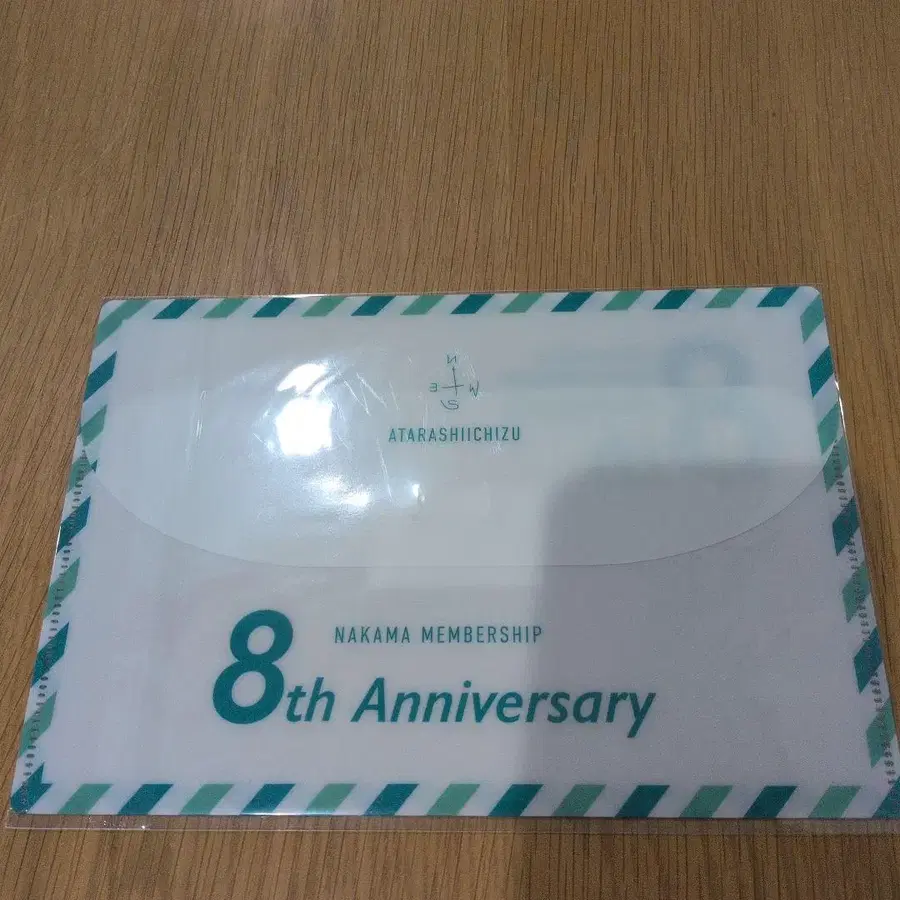 N
E W
S
ATARASHIICHIZU
NAKAMA MEMBERSHIP
8th Anniversary